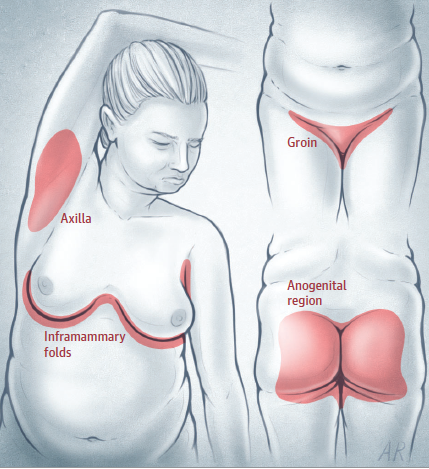 Axilla
Inframammary
folds
Groin
Anogenital
region
AR